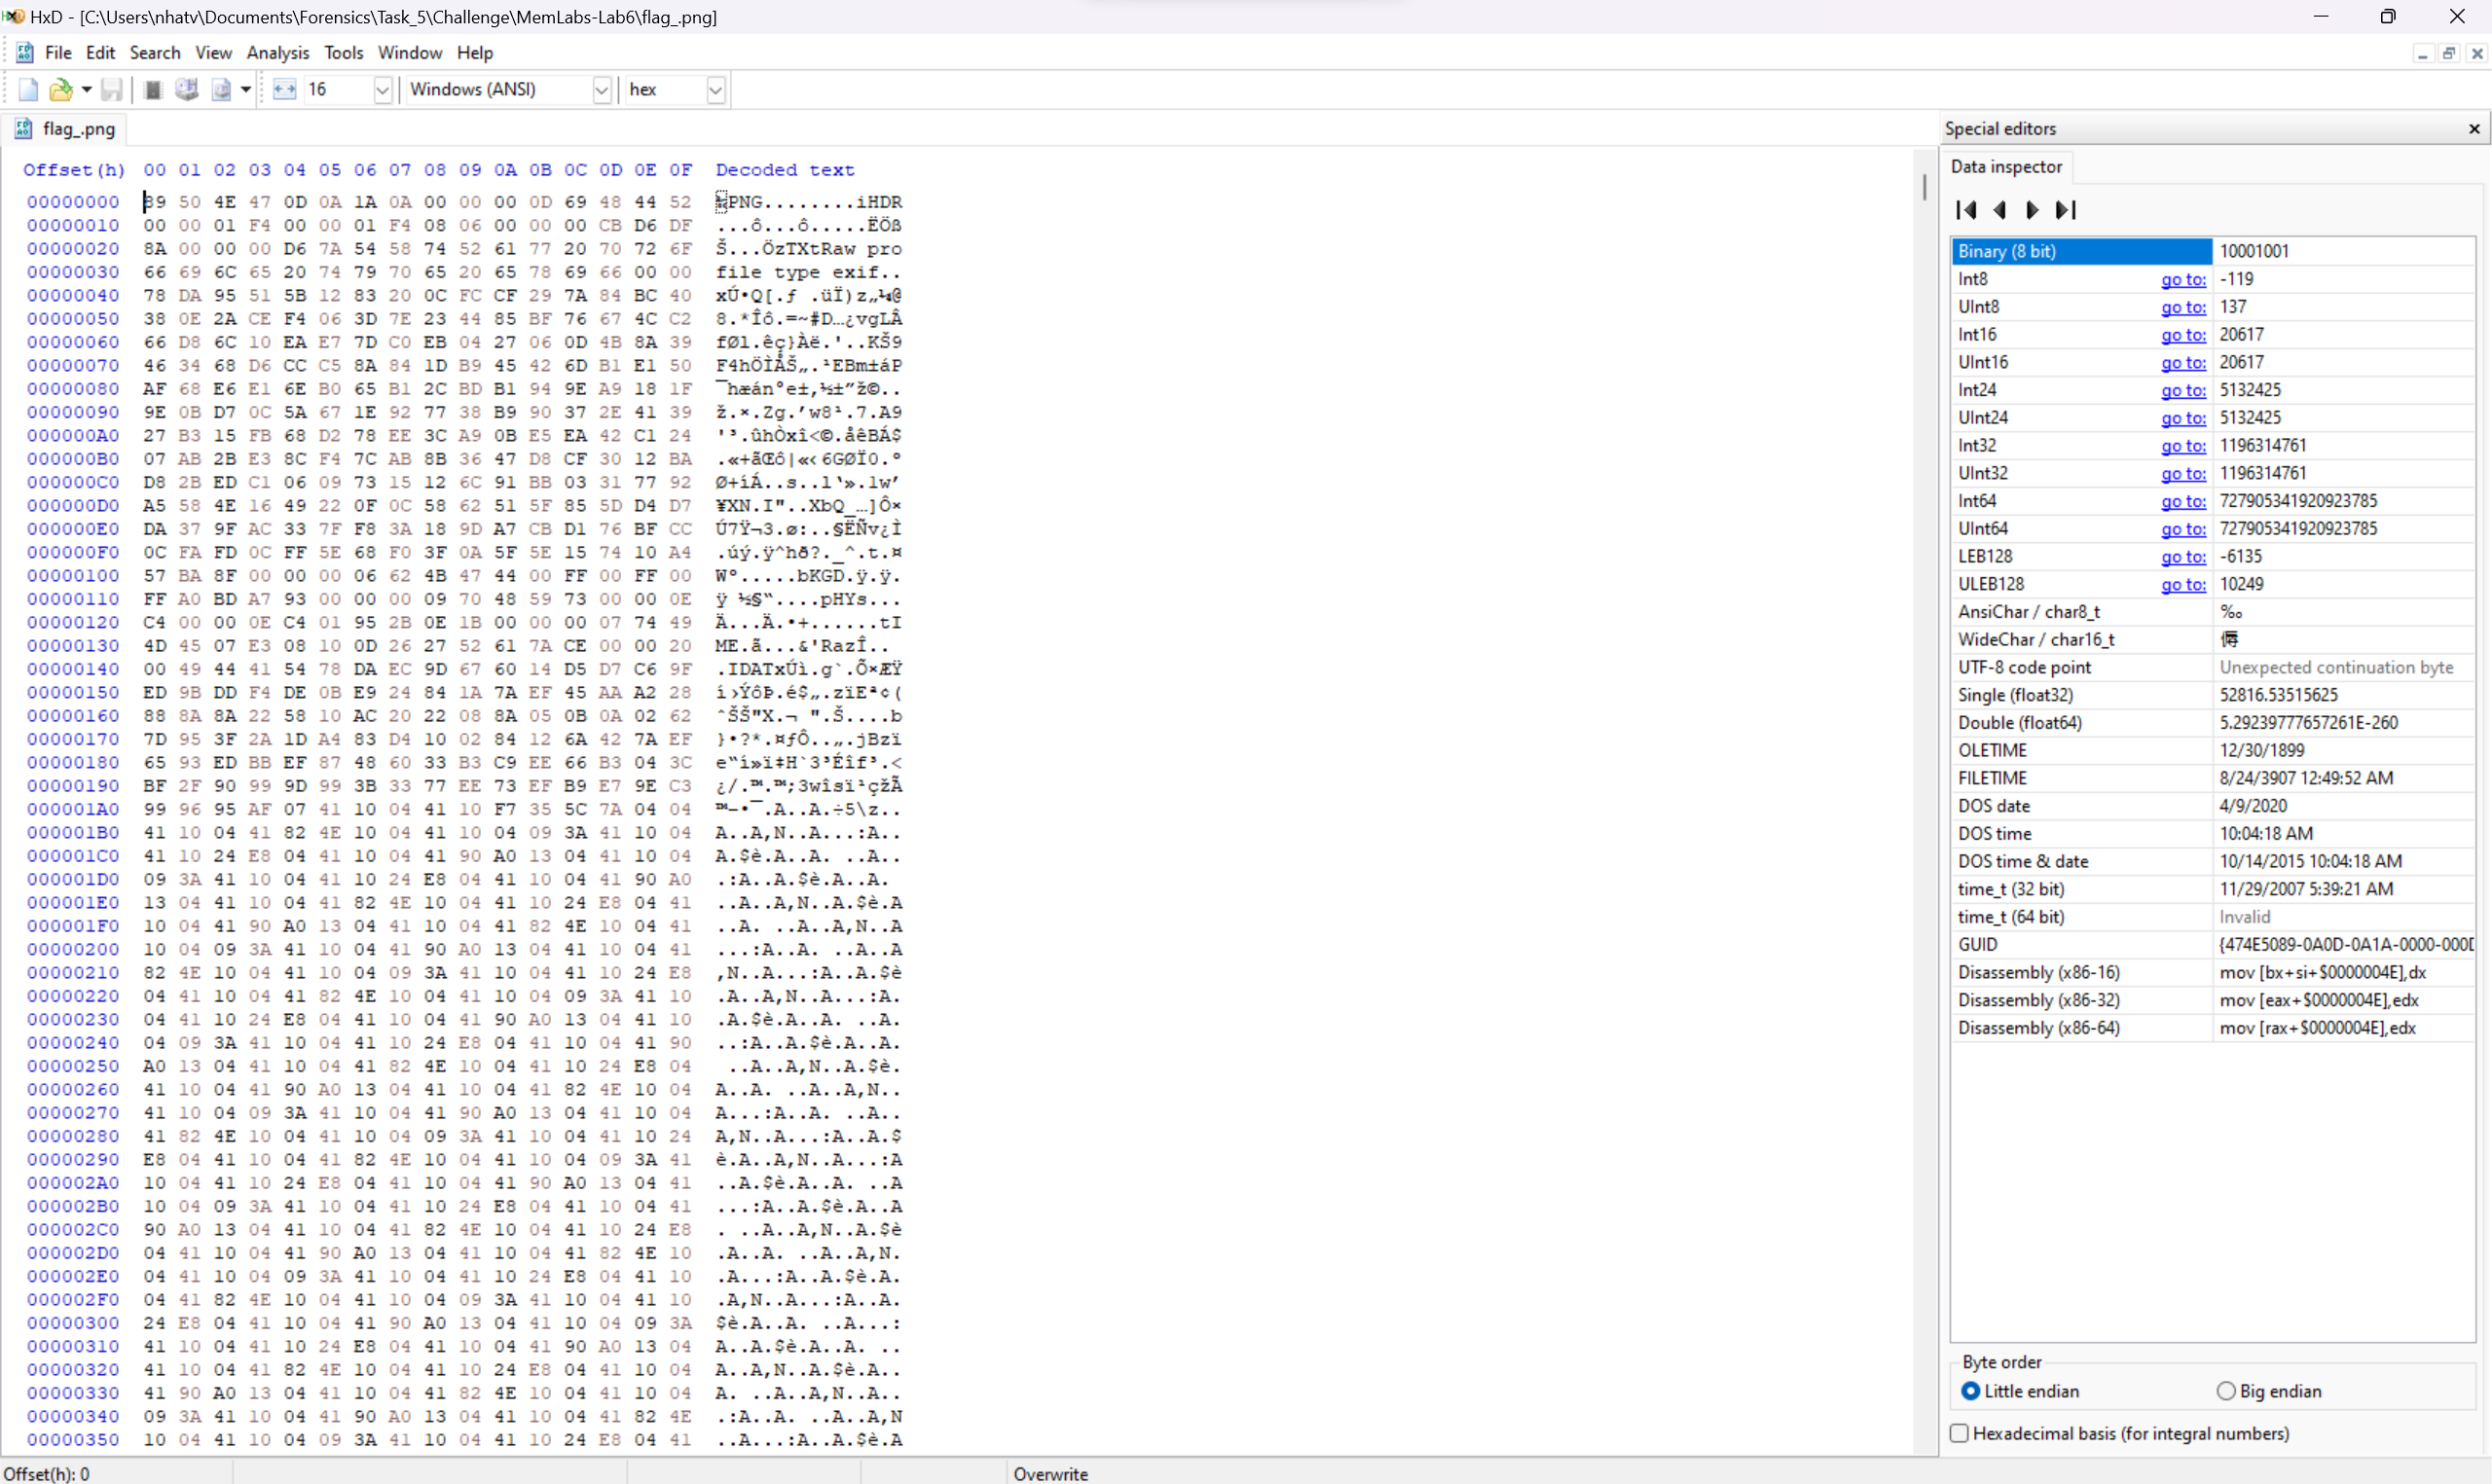 HxD - [C:\Users\nhatv\Documents\Forensics\Task_5\Challenge\MemLabs-Lab6\flag_.png]
File Edit Search View Analysis Tools Window Help
16 Windows (ANSI) hex
flag_.png
Offset(h) 00 01 02 03 04 05 06 07 08 09 0A 0B 0C 0D 0E 0F Decoded text
00000000 89 50 4E 47 0D 0A 1A 0A 00 00 00 0D 69 48 44 52 ‰PNG........iHDR
00000010 00 00 01 F4 00 00 01 F4 08 06 00 00 00 CB D6 DF ...ô...ô.....ËÖß
00000020 8A 00 00 00 D6 7A 54 58 74 52 61 77 20 70 72 6F Š...ÖzTXtRaw pro
00000030 66 69 6C 65 20 74 79 70 65 20 65 78 69 66 00 00 file type exif..
00000040 78 DA 95 51 5B 12 83 20 0C FC CF 29 7A 84 BC 40 xÚ•Q[.ƒ .üÏ)z„¼@
00000050 38 0E 2A CE F4 06 3D 7E 23 44 85 BF 76 67 4C C2 8.*Îô.=~#D…¿vgLÂ
00000060 66 D8 6C 10 EA E7 7D C0 EB 04 27 06 0D 4B 8A 39 fØl.êç}Àë.'..KŠ9
00000070 46 34 68 D6 CC C5 8A 84 1D B9 45 42 6D B1 E1 50 F4hÖÌÅŠ„.¹EBm±áP
00000080 AF 68 E6 E1 6E B0 65 B1 2C BD B1 94 9E A9 18 1F ¯hæán°e±,½±”ž©..
00000090 9E 0B D7 0C 5A 67 1E 92 77 38 B9 90 37 2E 41 39 ž.×.Zg.’w8¹.7.A9
000000A0 27 B3 15 FB 68 D2 78 EE 3C A9 0B E5 EA 42 C1 24 '³.ûhÒxî<©.åêBÁ$
000000B0 07 AB 2B E3 8C F4 7C AB 8B 36 47 D8 CF 30 12 BA .«+ãŒô|«‹6GØÏ0.º
000000C0 D8 2B ED C1 06 09 73 15 12 6C 91 BB 03 31 77 92 Ø+íÁ..s..l‘».1w’
000000D0 A5 58 4E 16 49 22 0F 0C 58 62 51 5F 85 5D D4 D7 ¥XN.I"..XbQ_…]Ô×
000000E0 DA 37 9F AC 33 7F F8 3A 18 9D A7 CB D1 76 BF CC Ú7Ÿ¬3.ø:..§ËÑv¿Ì
000000F0 0C FA FD 0C FF 5E 68 F0 3F 0A 5F 5E 15 74 10 A4 .úý.ÿ^hð?._^.t.¤
00000100 57 BA 8F 00 00 00 06 62 4B 47 44 00 FF 00 FF 00 Wº.....bKGD.ÿ.ÿ.
00000110 FF A0 BD A7 93 00 00 00 09 70 48 59 73 00 00 0E ÿ ½§“....pHYs...
00000120 C4 00 00 0E C4 01 95 2B 0E 1B 00 00 00 07 74 49 Ä...Ä.•+......tI
00000130 4D 45 07 E3 08 10 0D 26 27 52 61 7A CE 00 00 20 ME.ã...&'RazÎ.. 
00000140 00 49 44 41 54 78 DA EC 9D 67 60 14 D5 D7 C6 9F .IDATxÚì.g`.Õ×ÆŸ
00000150 ED 9B DD F4 DE 0B E9 24 84 1A 7A EF 45 AA A2 28 í›ÝôÞ.é$„.zïEª¢(
00000160 88 8A 8A 22 58 10 AC 20 22 08 8A 05 0B 0A 02 62 ˆŠŠ"X.¬ ".Š....b
00000170 7D 95 3F 2A 1D A4 83 D4 10 02 84 12 6A 42 7A EF }•?*.¤ƒÔ..„.jBzï
00000180 65 93 ED BB EF 87 48 60 33 B3 C9 EE 66 B3 04 3C e“í»ï‡H`3³Éîf³.<
00000190 BF 2F 90 99 9D 99 3B 33 77 EE 73 EF B9 E7 9E C3 ¿/.™.™;3wîsï¹çžÃ
000001A0 99 96 95 AF 07 41 10 04 41 10 F7 35 5C 7A 04 04 ™–•¯.A..A.÷5\z..
000001B0 41 10 04 41 82 4E 10 04 41 10 04 09 3A 41 10 04 A..A‚N..A...:A..
000001C0 41 10 24 E8 04 41 10 04 41 90 A0 13 04 41 10 04 A.$è.A..A. ..A..
000001D0 09 3A 41 10 04 41 10 24 E8 04 41 10 04 41 90 A0 .:A..A.$è.A..A. 
000001E0 13 04 41 10 04 41 82 4E 10 04 41 10 24 E8 04 41 ..A..A‚N..A.$è.A
000001F0 10 04 41 90 A0 13 04 41 10 04 41 82 4E 10 04 41 ..A. ..A..A‚N..A
00000200 10 04 09 3A 41 10 04 41 90 A0 13 04 41 10 04 41 ...:A..A. ..A..A
00000210 82 4E 10 04 41 10 04 09 3A 41 10 04 41 10 24 E8 ‚N..A...:A..A.$è
00000220 04 41 10 04 41 82 4E 10 04 41 10 04 09 3A 41 10 .A..A‚N..A...:A.
00000230 04 41 10 24 E8 04 41 10 04 41 90 A0 13 04 41 10 .A.$è.A..A. ..A.
00000240 04 09 3A 41 10 04 41 10 24 E8 04 41 10 04 41 90 ..:A..A.$è.A..A.
00000250 A0 13 04 41 10 04 41 82 4E 10 04 41 10 24 E8 04  ..A..A‚N..A.$è.
00000260 41 10 04 41 90 A0 13 04 41 10 04 41 82 4E 10 04 A..A. ..A..A‚N..
00000270 41 10 04 09 3A 41 10 04 41 90 A0 13 04 41 10 04 A...:A..A. ..A..
00000280 41 82 4E 10 04 41 10 04 09 3A 41 10 04 41 10 24 A‚N..A...:A..A.$
00000290 E8 04 41 10 04 41 82 4E 10 04 41 10 04 09 3A 41 è.A..A‚N..A...:A
000002A0 10 04 41 10 24 E8 04 41 10 04 41 90 A0 13 04 41 ..A.$è.A..A. ..A
000002B0 10 04 09 3A 41 10 04 41 10 24 E8 04 41 10 04 41 ...:A..A.$è.A..A
000002C0 90 A0 13 04 41 10 04 41 82 4E 10 04 41 10 24 E8 . ..A..A‚N..A.$è
000002D0 04 41 10 04 41 90 A0 13 04 41 10 04 41 82 4E 10 .A..A. ..A..A‚N.
000002E0 04 41 10 04 09 3A 41 10 04 41 10 24 E8 04 41 10 .A...:A..A.$è.A.
000002F0 04 41 82 4E 10 04 41 10 04 09 3A 41 10 04 41 10 .A‚N..A...:A..A.
00000300 24 E8 04 41 10 04 41 90 A0 13 04 41 10 04 09 3A $è.A..A. ..A...:
00000310 41 10 04 41 10 24 E8 04 41 10 04 41 90 A0 13 04 A..A.$è.A..A. ..
00000320 41 10 04 41 82 4E 10 04 41 10 24 E8 04 41 10 04 A..A‚N..A.$è.A..
00000330 41 90 A0 13 04 41 10 04 41 82 4E 10 04 41 10 04 A. ..A..A‚N..A..
00000340 09 3A 41 10 04 41 90 A0 13 04 41 10 04 41 82 4E .:A..A. ..A..A‚N
00000350 10 04 41 10 04 09 3A 41 10 04 41 10 24 E8 04 41 ..A...:A..A.$è.A
Special editors
Data inspector
Binary (8 bit) 10001001
Int8 go to: -119
UInt8 go to: 137
Int16 go to: 20617
UInt16 go to: 20617
Int24 go to: 5132425
UInt24 go to: 5132425
Int32 go to: 1196314761
UInt32 go to: 1196314761
Int64 go to: 727905341920923785
UInt64 go to: 727905341920923785
LEB128 go to: -6135
ULEB128 go to: 10249
AnsiChar / char8_t ‰
WideChar / char16_t 傉
UTF-8 code point Unexpected continuation byte
Single (float32) 52816.53515625
Double (float64) 5.29239777657261E-260
OLETIME 12/30/1899
FILETIME 8/24/3907 12:49:52 AM
DOS date 4/9/2020
DOS time 10:04:18 AM
DOS time & date 10/14/2015 10:04:18 AM
time_t (32 bit) 11/29/2007 5:39:21 AM
time_t (64 bit) Invalid
GUID {474E5089-0A0D-0A1A-0000-000D
Disassembly (x86-16) mov [bx+si+$0000004E],dx
Disassembly (x86-32) mov [eax+$0000004E],edx
Disassembly (x86-64) mov [rax+$0000004E],edx
Byte order
Little endian Big endian
Hexadecimal basis (for integral numbers)
Offset(h): 0 Overwrite